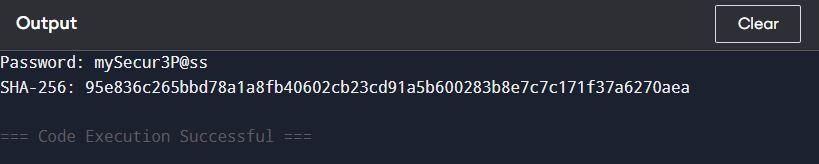 Output
Clear
Password: mySecur3P@ss
SHA-256: 95e836c265bbd78a1a8fb40602cb23cd91a5b600283b8e7c7c171f37a6270aea
=== Code Execution Successful ===